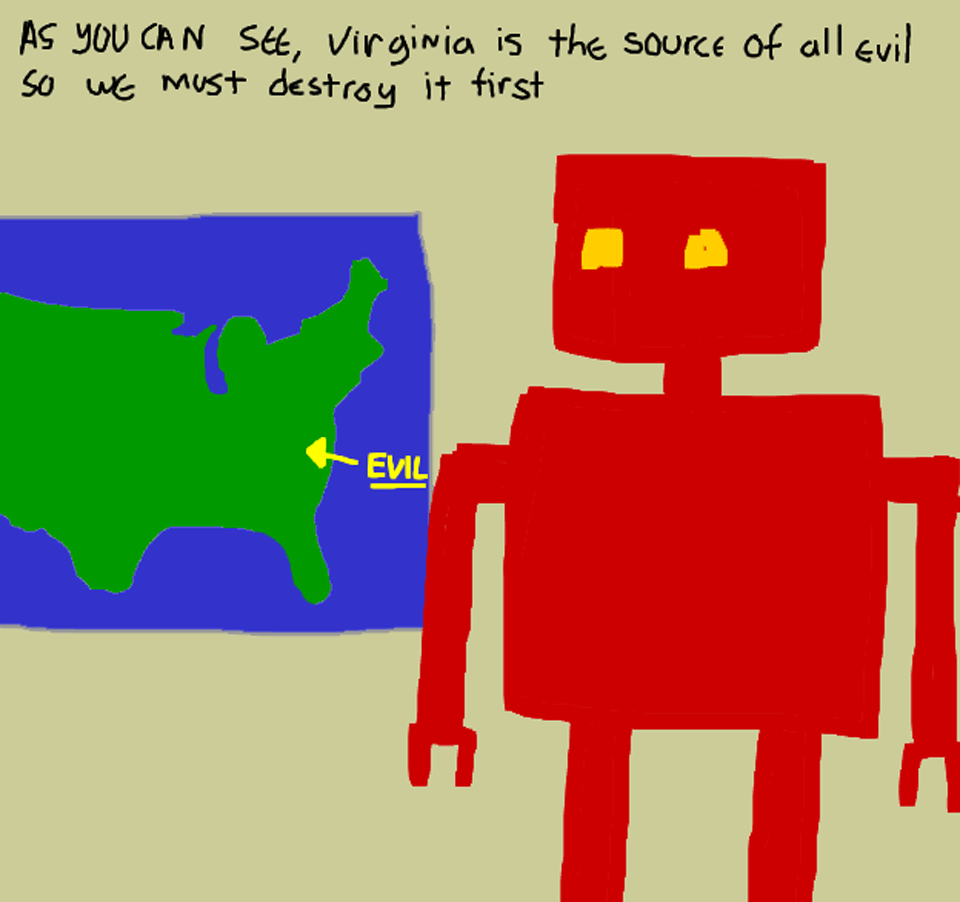 AS YOU CAN SEE, Virginia is the source of all evil
so we must destroy it first
EVIL